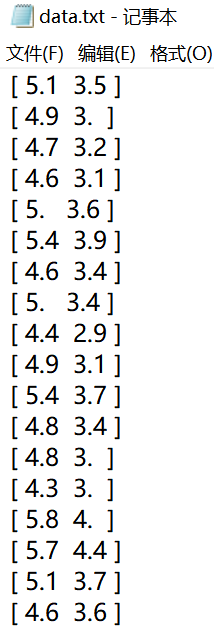 data.txt - 记事本
文件(F) 编辑(E) 格式(O)
[ 5.1  3.5 ]
[ 4.9  3.  ]
[ 4.7  3.2 ]
[ 4.6  3.1 ]
[ 5.   3.6 ]
[ 5.4  3.9 ]
[ 4.6  3.4 ]
[ 5.   3.4 ]
[ 4.4  2.9 ]
[ 4.9  3.1 ]
[ 5.4  3.7 ]
[ 4.8  3.4 ]
[ 4.8  3.  ]
[ 4.3  3.  ]
[ 5.8  4.  ]
[ 5.7  4.4 ]
[ 5.1  3.7 ]
[ 4.6  3.6 ]